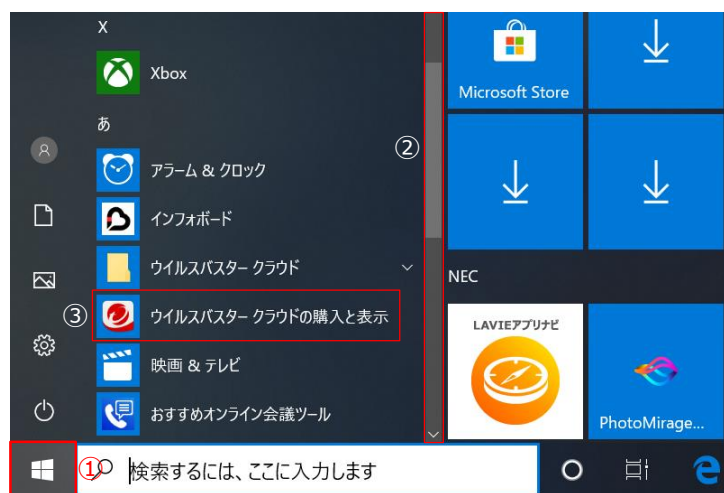 X
Xbox
あ
②
アラーム & クロック
インフォボード
ウイルスバスター クラウド
③
ウイルスバスター クラウドの購入と表示
映画 & テレビ
おすすめオンライン会議ツール
Microsoft Store
NEC
LAVIEアプリナビ
PhotoMirage...
①
検索するには、ここに入力します